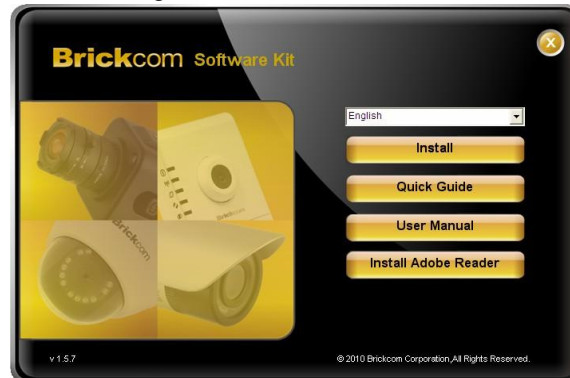 Brickcom Software Kit
English
Install
Quick Guide
User Manual
Install Adobe Reader
Brickcom
v 1.5.7
© 2010 Brickcom Corporation,All Rights Reserved.